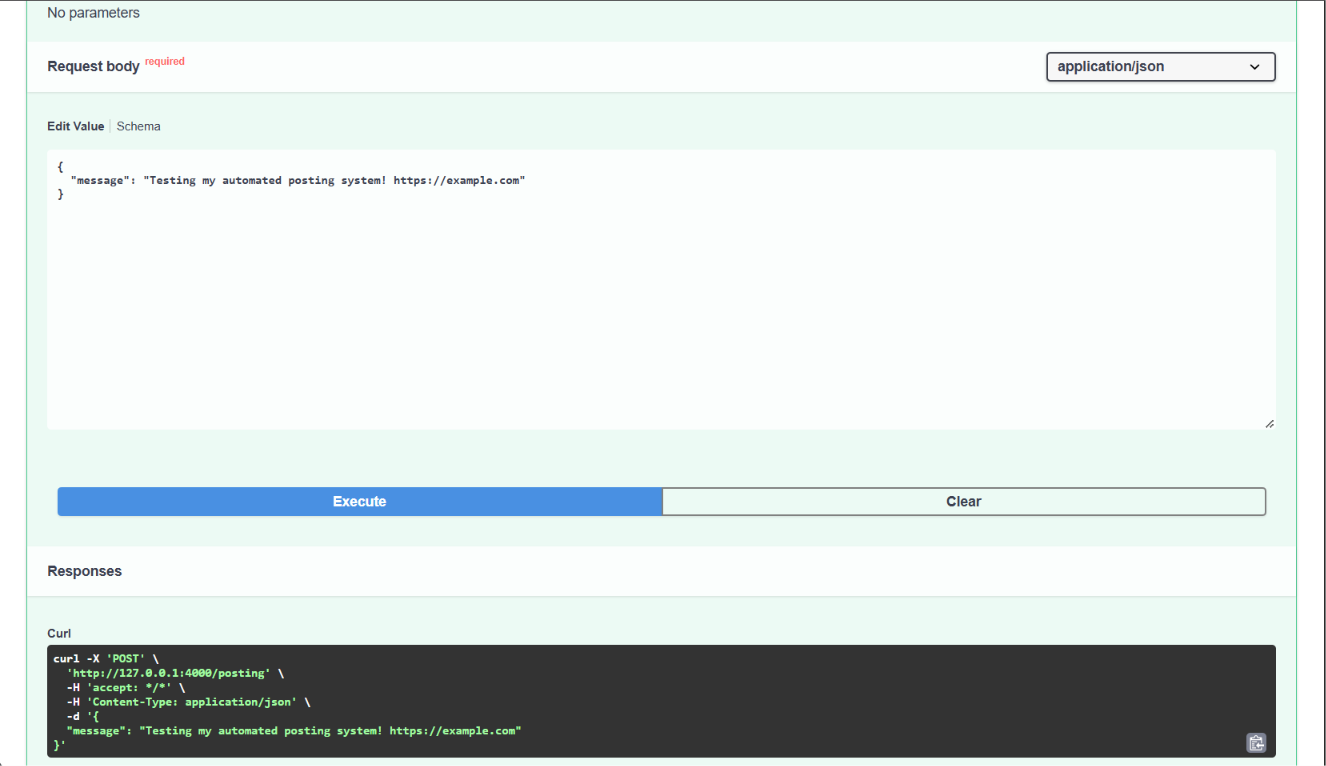 No parameters
Request body required
application/json
Edit Value Schema
{
  "message": "Testing my automated posting system! https://example.com"
}
Execute
Clear
Responses
Curl
curl -X 'POST' \
  'http://127.0.0.1:4000/posting' \
  -H 'accept: */*' \
  -H 'Content-Type: application/json' \
  -d '{
  "message": "Testing my automated posting system! https://example.com"
}'